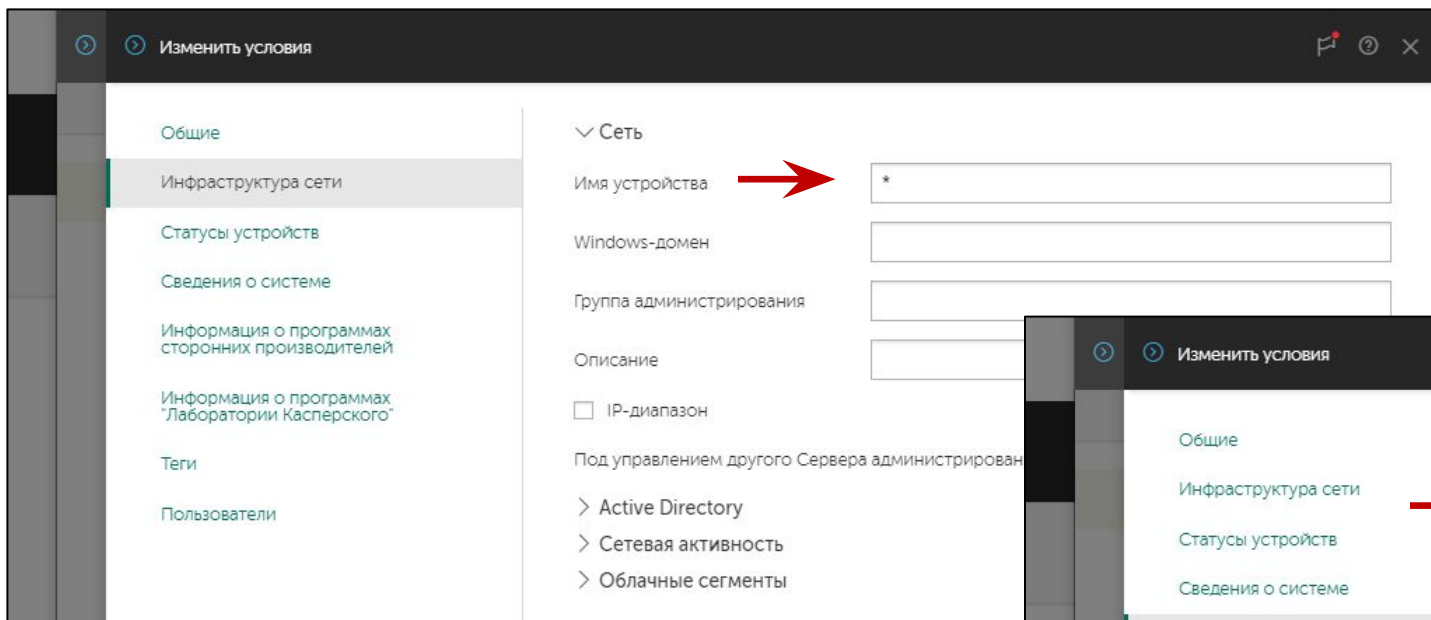 Изменить условия
Общие
Инфраструктура сети
Статусы устройств
Сведения о системе
Информация о программах
сторонних производителей
Информация о программах
"Лаборатории Касперского"
Теги
Пользователи
Сеть
Имя устройства
*
Windows-домен
Группа администрирования
Описание
IP-диапазон
Под управлением другого Сервера администрирован
Active Directory
Сетевая активность
Облачные сегменты
Изменить условия
Общие
Инфраструктура сети
Статусы устройств
Сведения о системе